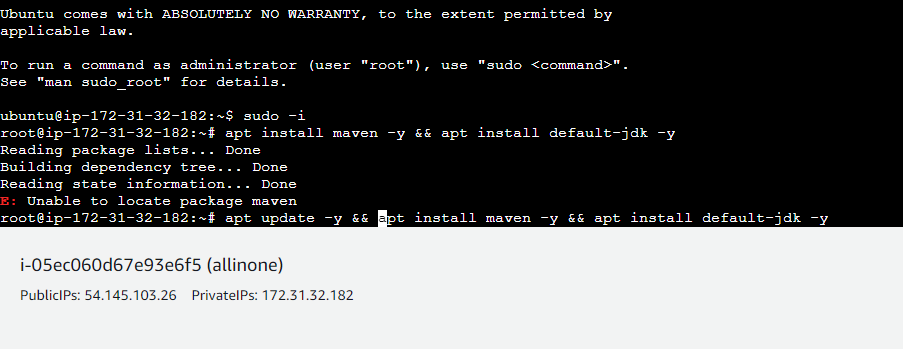 Ubuntu comes with ABSOLUTELY NO WARRANTY, to the extent permitted by
applicable law.
To run a command as administrator (user "root"), use "sudo <command>".
See "man sudo_root" for details.
ubuntu@ip-172-31-32-182:~$ sudo -i
root@ip-172-31-32-182:~# apt install maven -y && apt install default-jdk -y
Reading package lists... Done
Building dependency tree... Done
Reading state information... Done
E: Unable to locate package maven
root@ip-172-31-32-182:~# apt update -y && apt install maven -y && apt install default-jdk -y
i-05ec060d67e93e6f5 (allinone)
PublicIPs: 54.145.103.26 PrivateIPs: 172.31.32.182